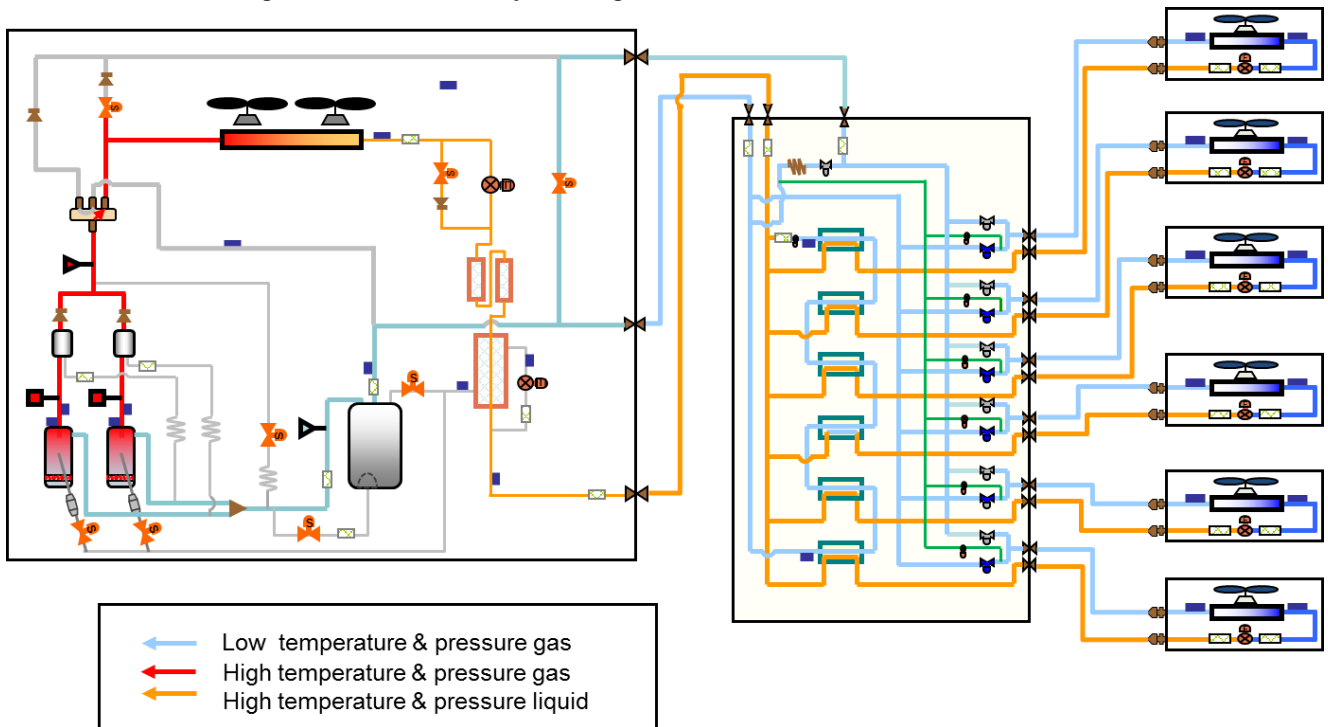 S
S
S
S
S
S
S
S
Low temperature & pressure gas
High temperature & pressure gas
High temperature & pressure liquid